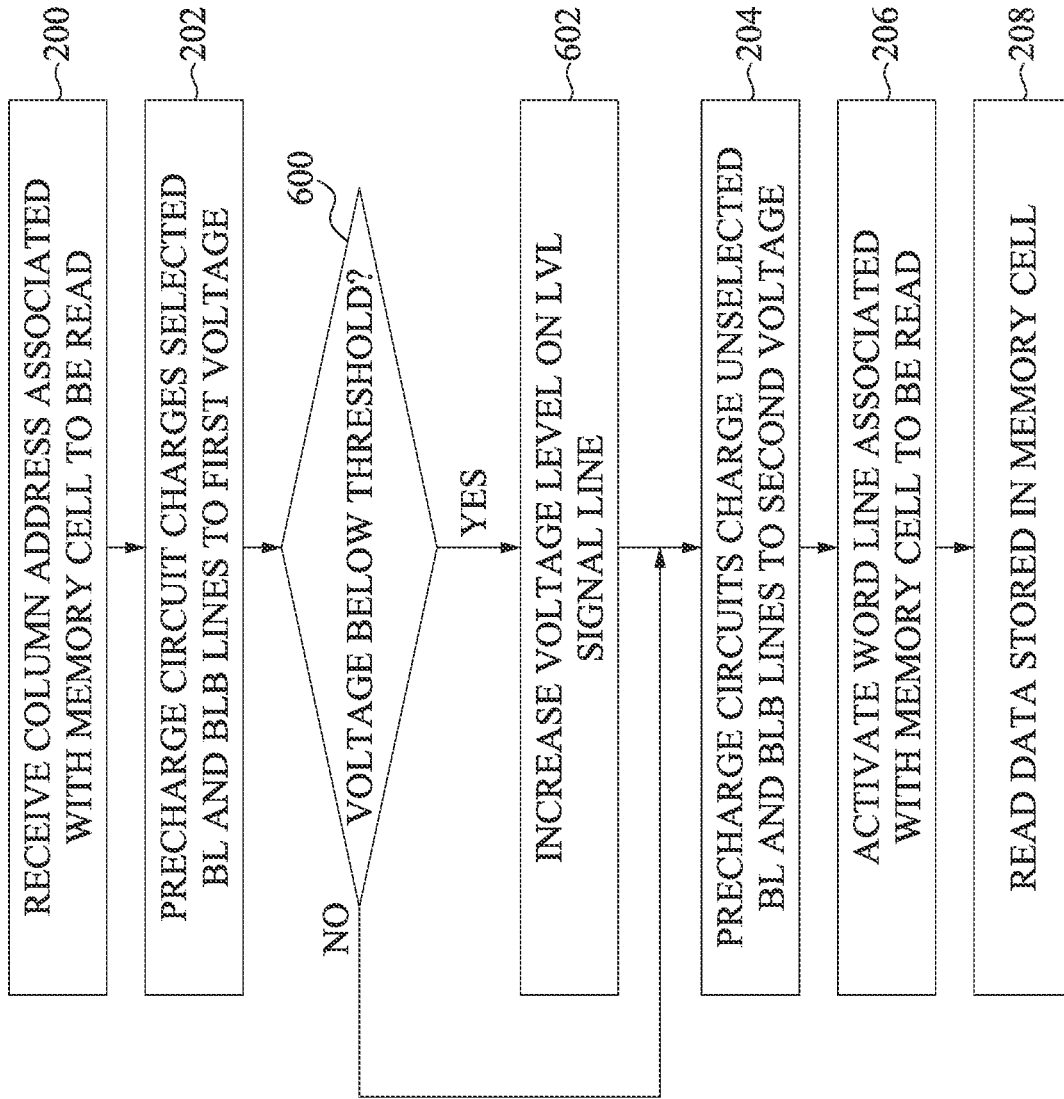 RECEIVE COLUMN ADDRESS ASSOCIATED
WITH MEMORY CELL TO BE READ
200
PRECHARGE CIRCUIT CHARGES SELECTED
BL AND BLB LINES TO FIRST VOLTAGE
202
VOLTAGE BELOW THRESHOLD?
600
NO
YES
INCREASE VOLTAGE LEVEL ON LVL
SIGNAL LINE
602
PRECHARGE CIRCUITS CHARGE UNSELECTED
BL AND BLB LINES TO SECOND VOLTAGE
204
ACTIVATE WORD LINE ASSOCIATED
WITH MEMORY CELL TO BE READ
206
READ DATA STORED IN MEMORY CELL
208